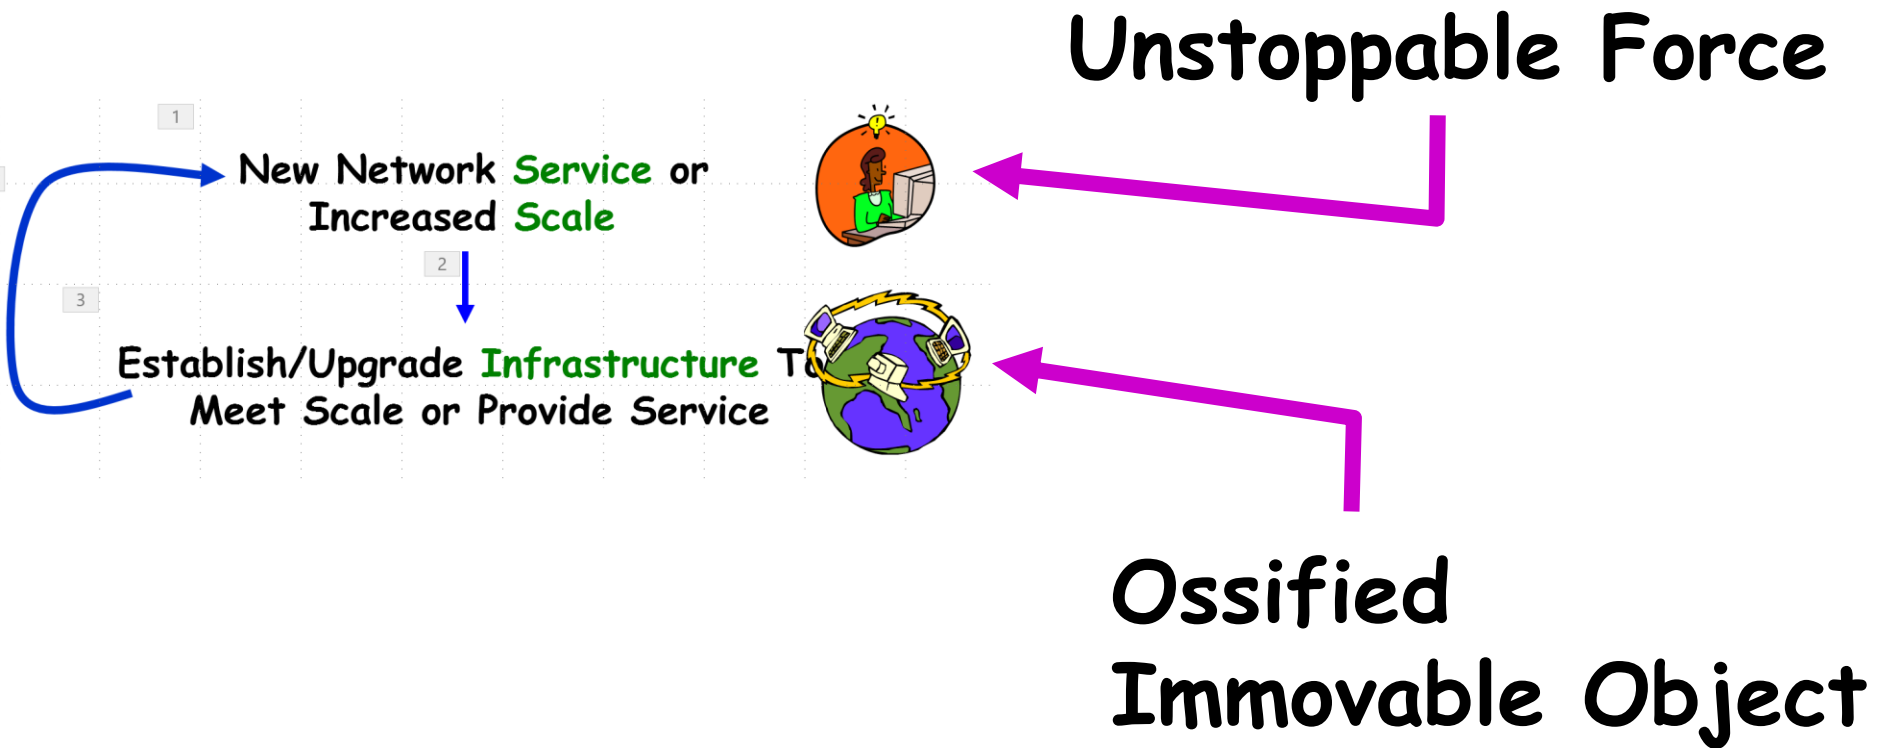 Unstoppable Force
1
New Network Service or
Increased Scale
2
3
Establish/Upgrade Infrastructure To
Meet Scale or Provide Service
Ossified
Immovable Object